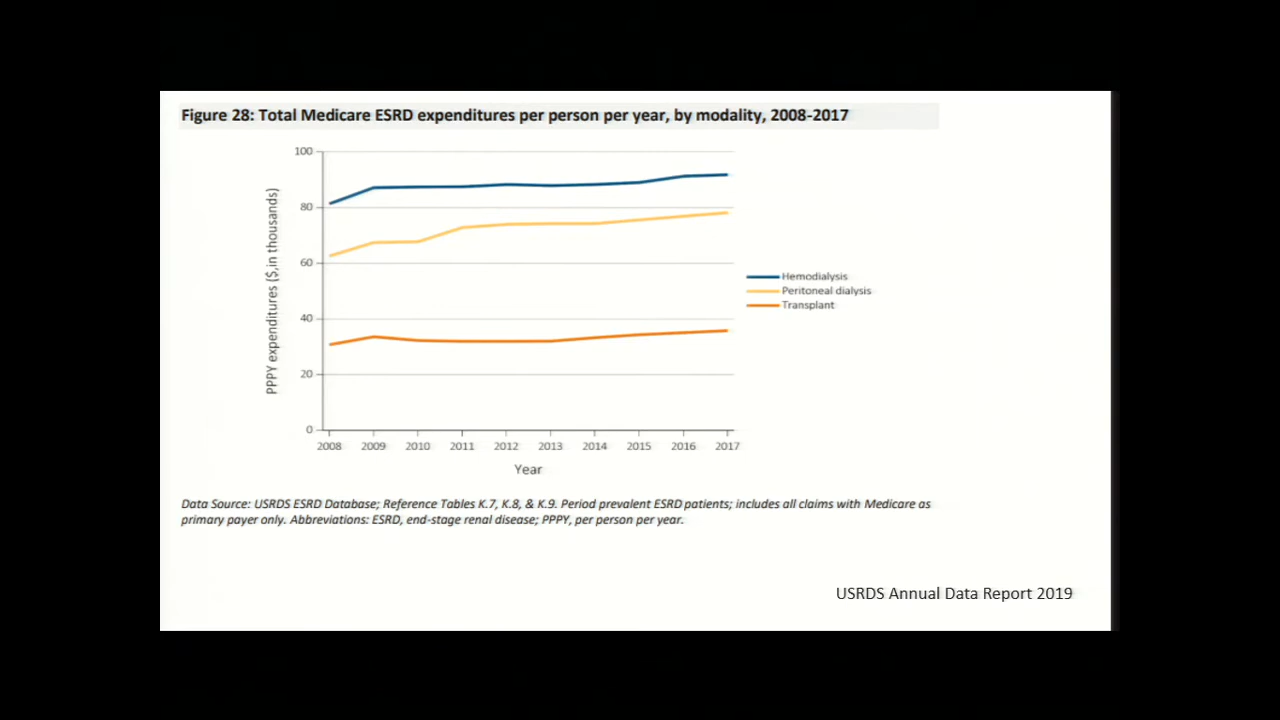 Figure 28: Total Medicare ESRD expenditures per person per year, by modality, 2008-2017
PPPY expenditures ($,in thousands)
100
80
60
40
20
0
2008 2009 2010 2011 2012 2013 2014 2015 2016 2017
Year
Hemodialysis
Peritoneal dialysis
Transplant
Data Source: USRDS ESRD Database; Reference Tables K.7, K.8, & K.9. Period prevalent ESRD patients; includes all claims with Medicare as
primary payer only. Abbreviations: ESRD, end-stage renal disease; PPPY, per person per year.
USRDS Annual Data Report 2019